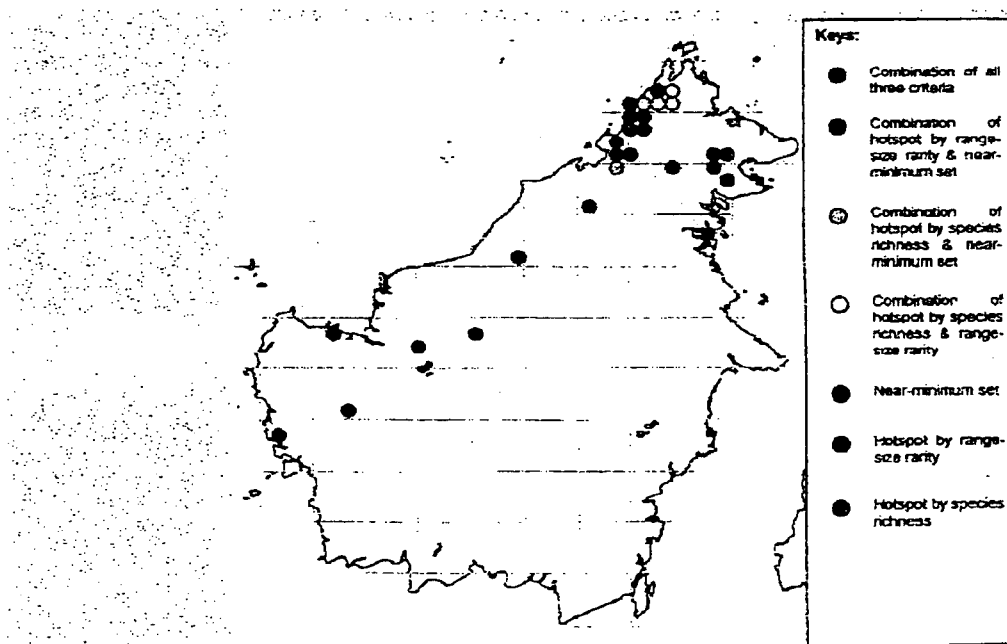 Keys:
Combination of all
three criteria
Combination of
hotspot by range-
size rarity & near-
minimum set
Combination of
hotspot by species
richness & near-
minimum set
Combination of
hotspot by species
richness & range-
size rarity
Near-minimum set
Hotspot by range-
size rarity
Hotspot by species
richness